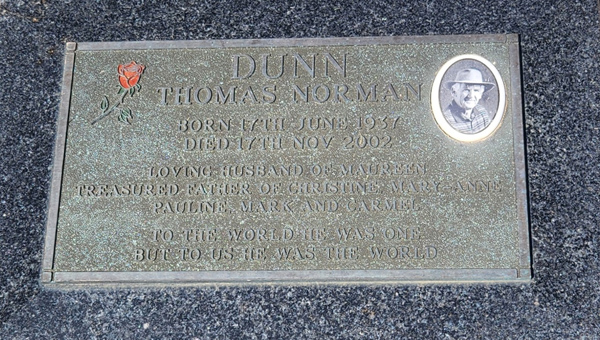 DUNN
THOMAS NORMAN
BORN 17TH JUNE 1937
DIED 17TH NOV 2002
LOVING HUSBAND OF MAUREEN
TREASURED FATHER OF CHRISTINE, MARY-ANNE
PAULINE, MARK AND CARMEL
TO THE WORLD HE WAS ONE
BUT TO US HE WAS THE WORLD